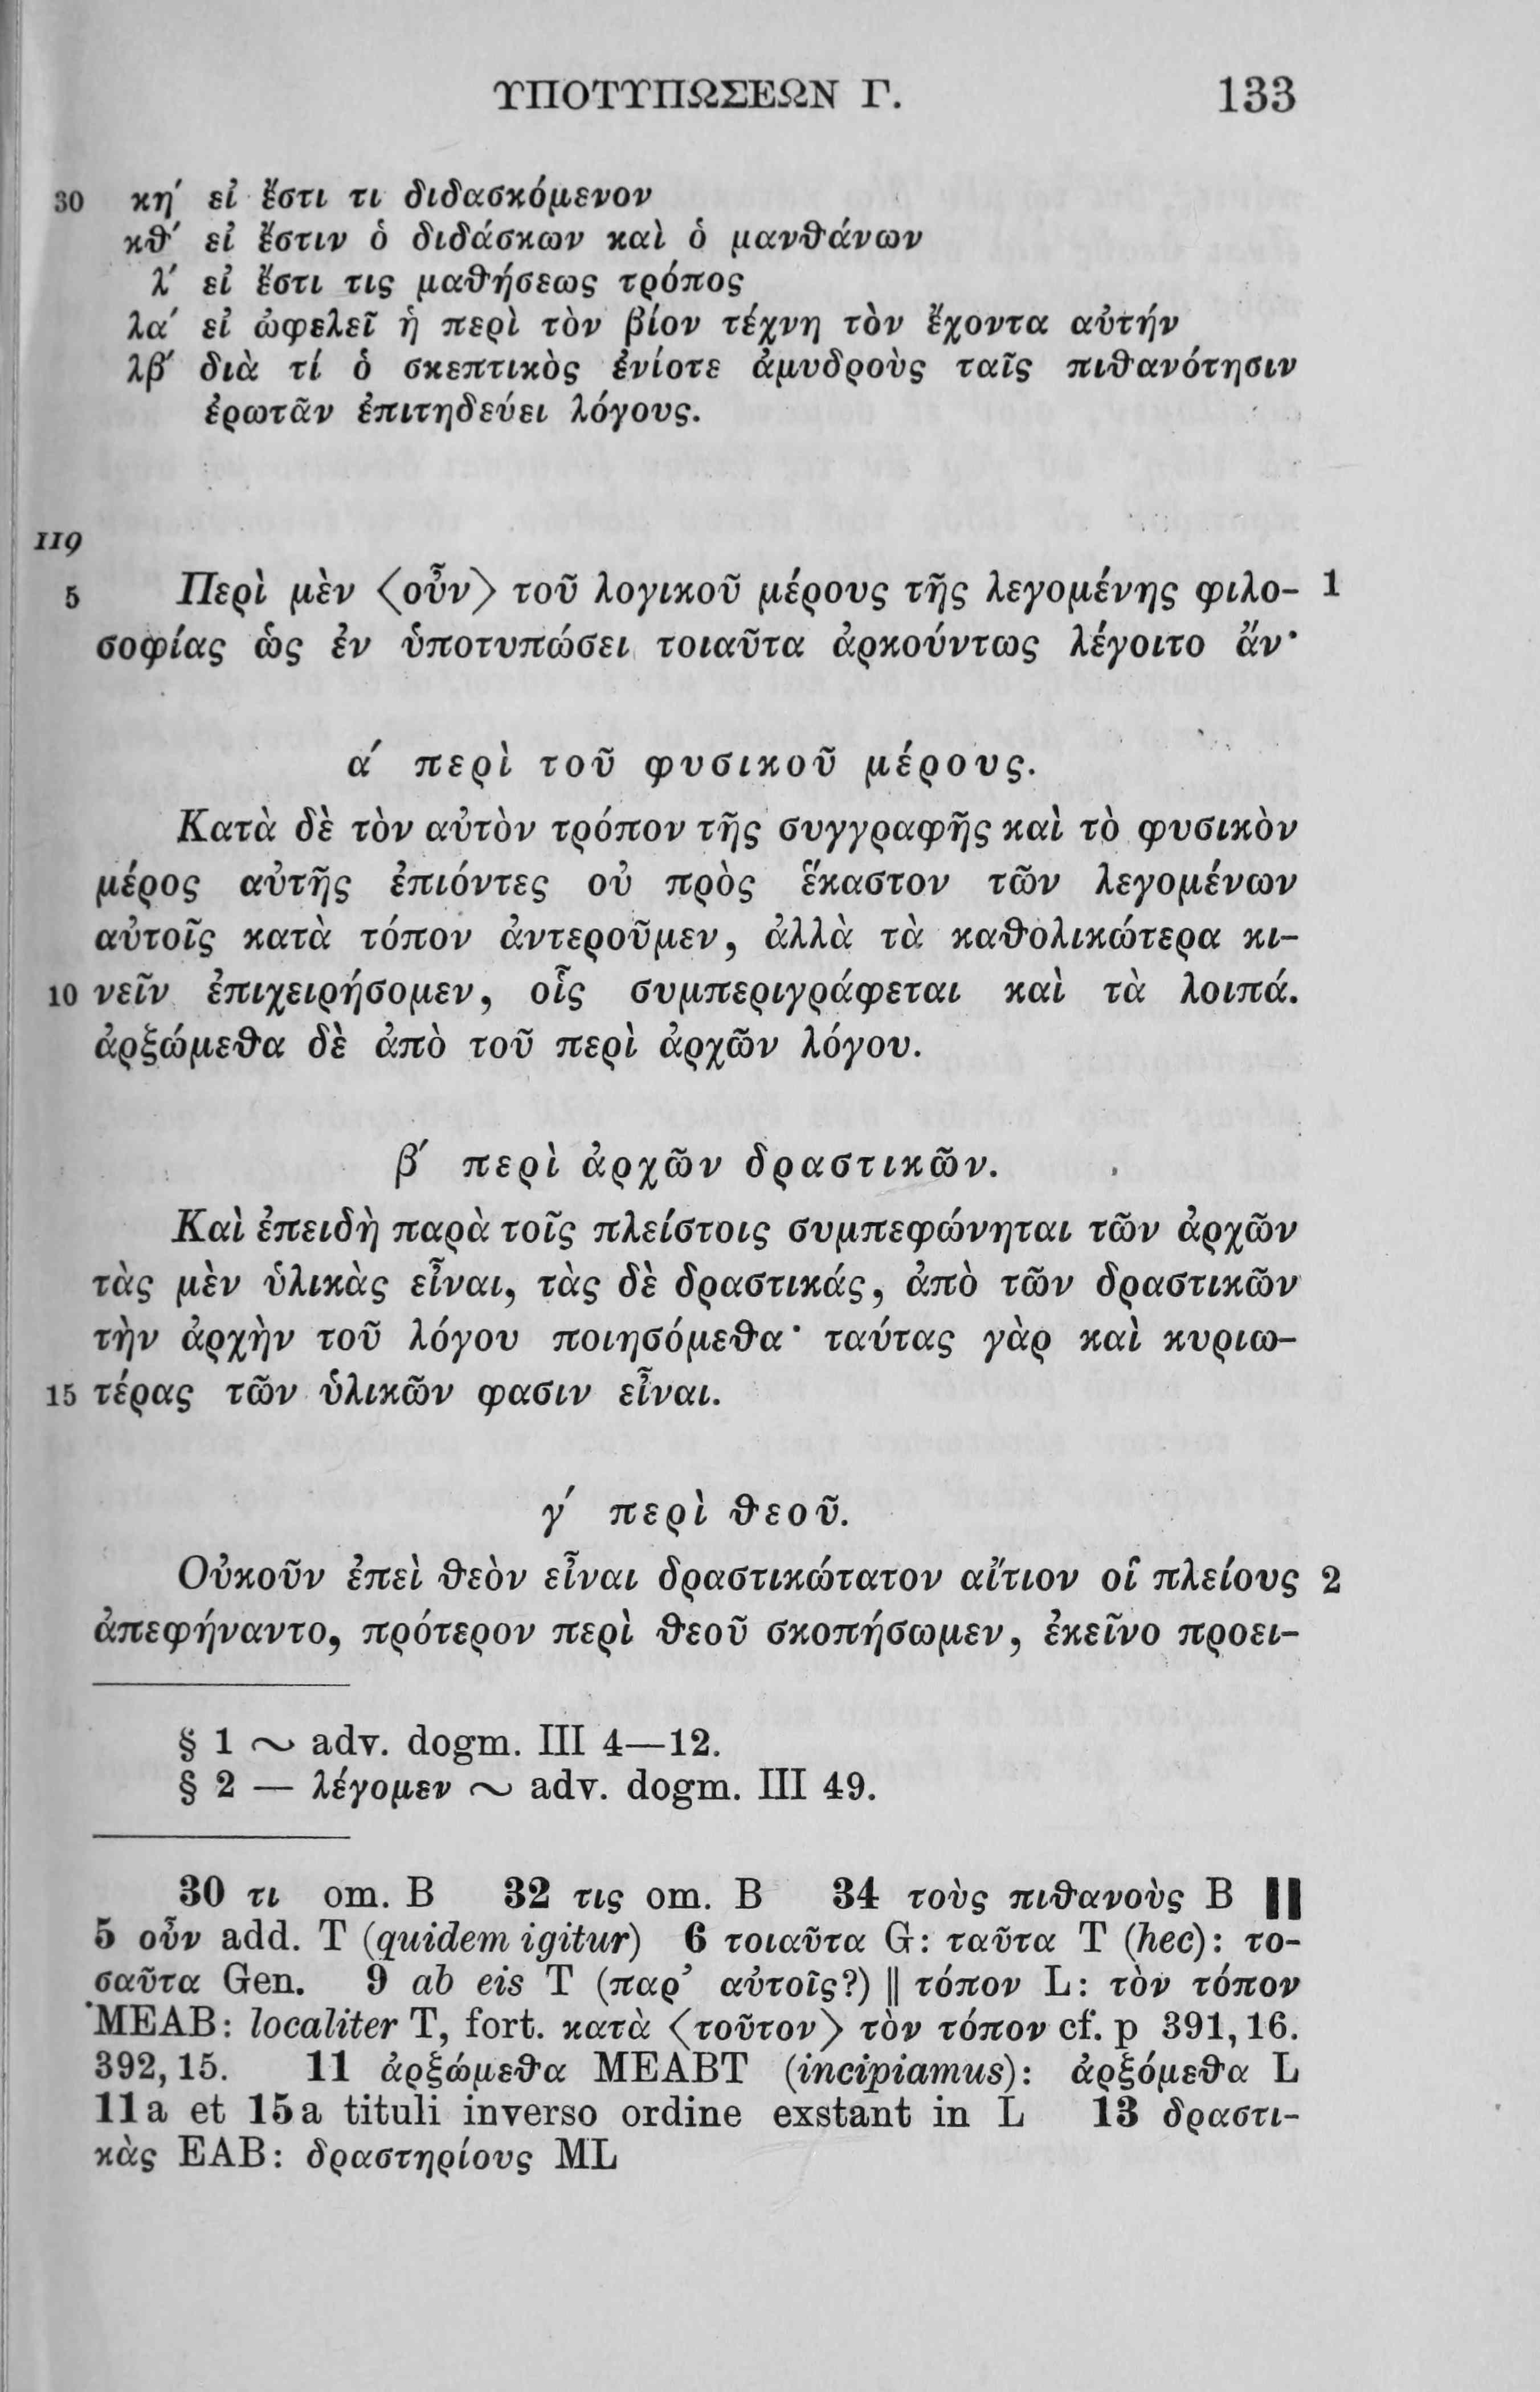 ΥΠΟΤΥΠΩΣΕΩΝ Γ. 133
30 κη´ εἰ ἔστι τι διδασκόμενον
κθ´ εἰ ἔστιν ὁ διδάσκων καὶ ὁ μανθάνων
λ´ εἰ ἔστι τις μαθήσεως τρόπος
λα´ εἰ ὠφελεῖ ἡ περὶ τὸν βίον τέχνη τὸν ἔχοντα αὐτήν
λβ´ διὰ τί ὁ σκεπτικὸς ἐνίοτε ἀμυδροὺς ταῖς πιθανότησιν
ἐρωτᾶν ἐπιτηδεύει λόγους.
119
5 Περὶ μὲν ⟨οὖν⟩ τοῦ λογικοῦ μέρους τῆς λεγομένης φιλο- 1
σοφίας ὡς ἐν ὑποτυπώσει τοιαῦτα ἀρκούντως λέγοιτο ἄν·
α´ περὶ τοῦ φυσικοῦ μέρους.
Κατὰ δὲ τὸν αὐτὸν τρόπον τῆς συγγραφῆς καὶ τὸ φυσικὸν
μέρος αὐτῆς ἐπιόντες οὐ πρὸς ἕκαστον τῶν λεγομένων
αὐτοῖς κατὰ τόπον ἀντεροῦμεν, ἀλλὰ τὰ καθολικώτερα κι-
10 νεῖν ἐπιχειρήσομεν, οἷς συμπεριγράφεται καὶ τὰ λοιπά.
ἀρξώμεθα δὲ ἀπὸ τοῦ περὶ ἀρχῶν λόγου.
β´ περὶ ἀρχῶν δραστικῶν.
Καὶ ἐπειδὴ παρὰ τοῖς πλείστοις συμπεφώνηται τῶν ἀρχῶν
τὰς μὲν ὑλικὰς εἶναι, τὰς δὲ δραστικάς, ἀπὸ τῶν δραστικῶν
τὴν ἀρχὴν τοῦ λόγου ποιησόμεθα· ταύτας γὰρ καὶ κυριω-
15 τέρας τῶν ὑλικῶν φασιν εἶναι.
γ´ περὶ θεοῦ.
Οὐκοῦν ἐπεὶ θεὸν εἶναι δραστικώτατον αἴτιον οἱ πλείους 2
ἀπεφήναντο, πρότερον περὶ θεοῦ σκοπήσωμεν, ἐκεῖνο προει-
§ 1 ∼ adv. dogm. III 4—12.
§ 2 — λέγομεν ∼ adv. dogm. III 49.
30 τι om. B 32 τις om. B 34 τοὺς πιθανοὺς B ‖
5 οὖν add. T (quidem igitur) 6 τοιαῦτα G: ταῦτα T (hec): το-
σαῦτα Gen. 9 ab eis T (παρ’ αὐτοῖς?) ‖ τόπον L: τὸν τόπον
MEAB: localiter T, fort. κατὰ ⟨τοῦτον⟩ τὸν τόπον cf. p 391,16.
392,15. 11 ἀρξώμεθα MEABT (incipiamus): ἀρξόμεθα L
11a et 15a tituli inverso ordine exstant in L 13 δραστι-
κὰς EAB: δραστηρίους ML